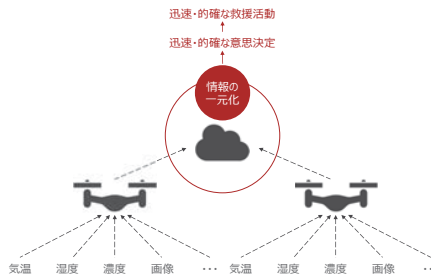 迅速・的確な救援活動
迅速・的確な意思決定
情報の
一元化
気温 湿度 濃度 画像 ・・・ 気温 湿度 濃度 画像 ・・・